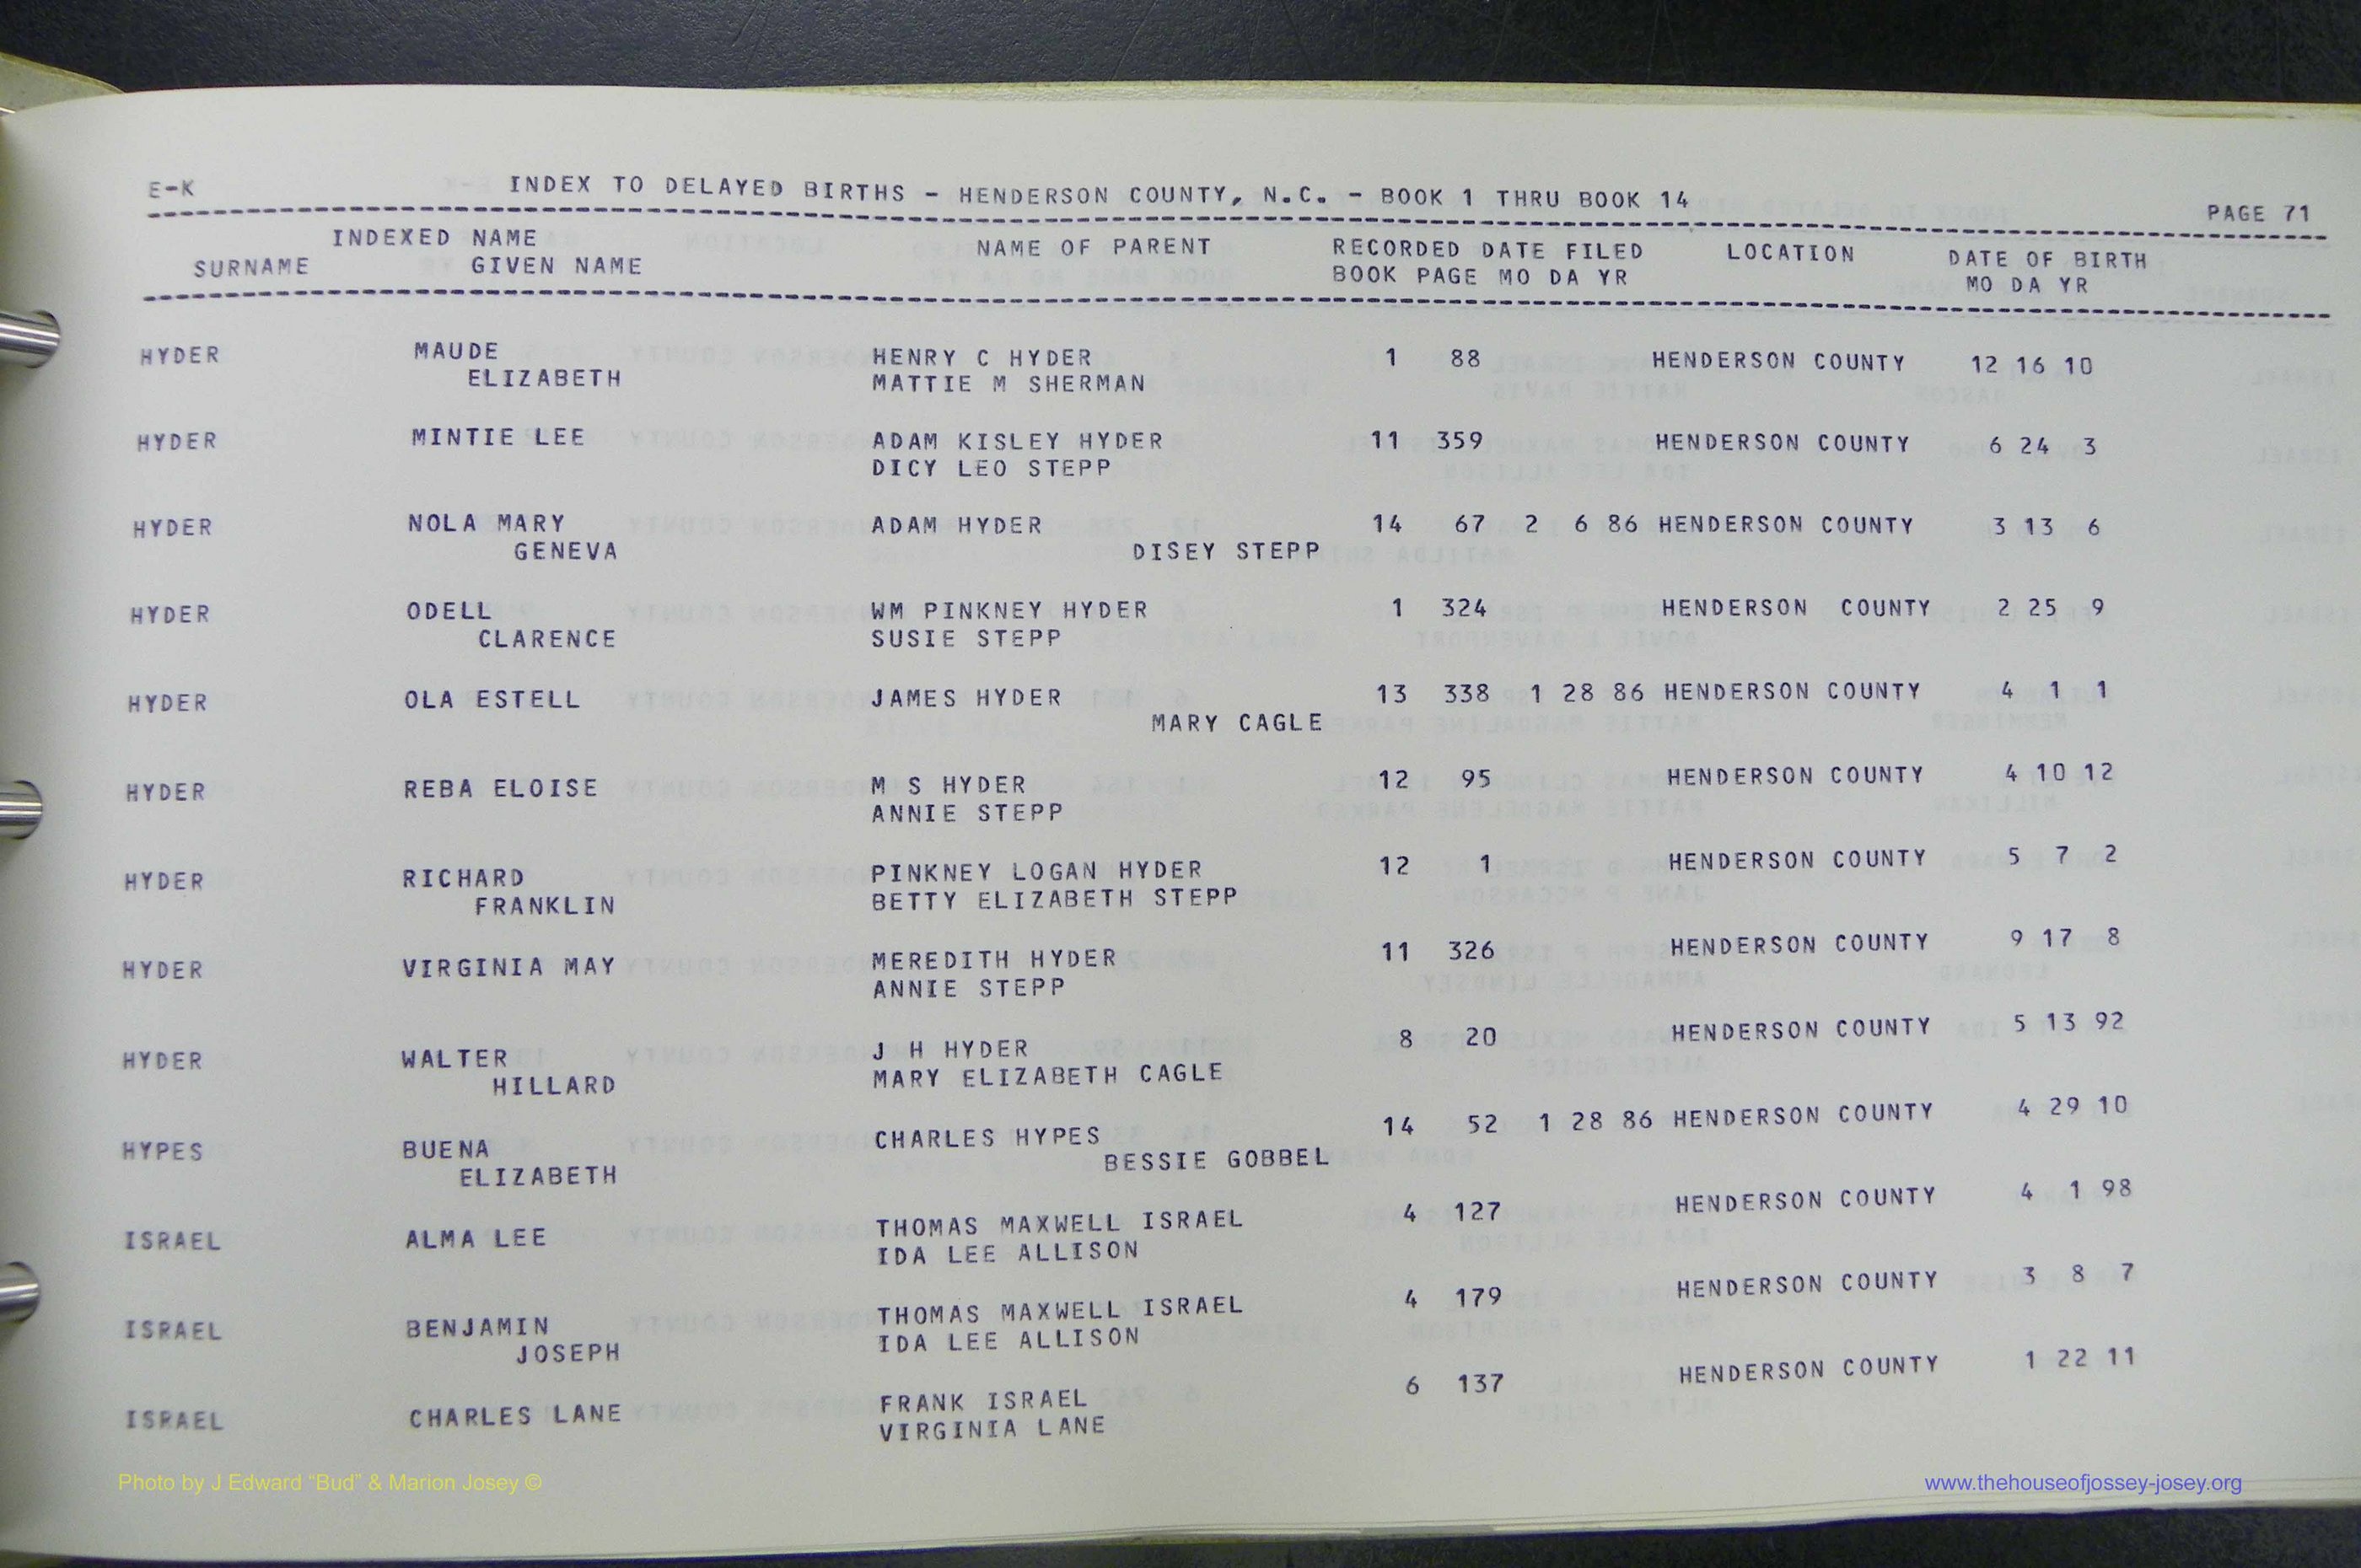 E-K INDEX TO DELAYED BIRTHS - HENDERSON COUNTY, N.C. - BOOK 1 THRU BOOK 14 PAGE 71
INDEXED NAME NAME OF PARENT RECORDED DATE FILED LOCATION DATE OF BIRTH
SURNAME GIVEN NAME BOOK PAGE MO DA YR MO DA YR
HYDER MAUDE HENRY C HYDER 1 88 HENDERSON COUNTY 12 16 10
ELIZABETH MATTIE M SHERMAN
HYDER MINTIE LEE ADAM KISLEY HYDER 11 359 HENDERSON COUNTY 6 24 3
DICY LEO STEPP
HYDER NOLA MARY ADAM HYDER 14 67 2 6 86 HENDERSON COUNTY 3 13 6
GENEVA DISEY STEPP
HYDER ODELL WM PINKNEY HYDER 1 324 HENDERSON COUNTY 2 25 9
CLARENCE SUSIE STEPP
HYDER OLA ESTELL JAMES HYDER 13 338 1 28 86 HENDERSON COUNTY 4 1 1
MARY CAGLE
HYDER REBA ELOISE M S HYDER 12 95 HENDERSON COUNTY 4 10 12
ANNIE STEPP
HYDER RICHARD PINKNEY LOGAN HYDER 12 1 HENDERSON COUNTY 5 7 2
FRANKLIN BETTY ELIZABETH STEPP
HYDER VIRGINIA MAY MEREDITH HYDER 11 326 HENDERSON COUNTY 9 17 8
ANNIE STEPP
HYDER WALTER J H HYDER 8 20 HENDERSON COUNTY 5 13 92
HILLARD MARY ELIZABETH CAGLE
HYPES BUENA CHARLES HYPES 14 52 1 28 86 HENDERSON COUNTY 4 29 10
ELIZABETH BESSIE GOBBEL
ISRAEL ALMA LEE THOMAS MAXWELL ISRAEL 4 127 HENDERSON COUNTY 4 1 98
IDA LEE ALLISON
ISRAEL BENJAMIN THOMAS MAXWELL ISRAEL 4 179 HENDERSON COUNTY 3 8 7
JOSEPH IDA LEE ALLISON
ISRAEL CHARLES LANE FRANK ISRAEL 6 137 HENDERSON COUNTY 1 22 11
VIRGINIA LANE
Photo by J Edward “Bud” & Marion Josey © www.thehouseofjossey-josey.org